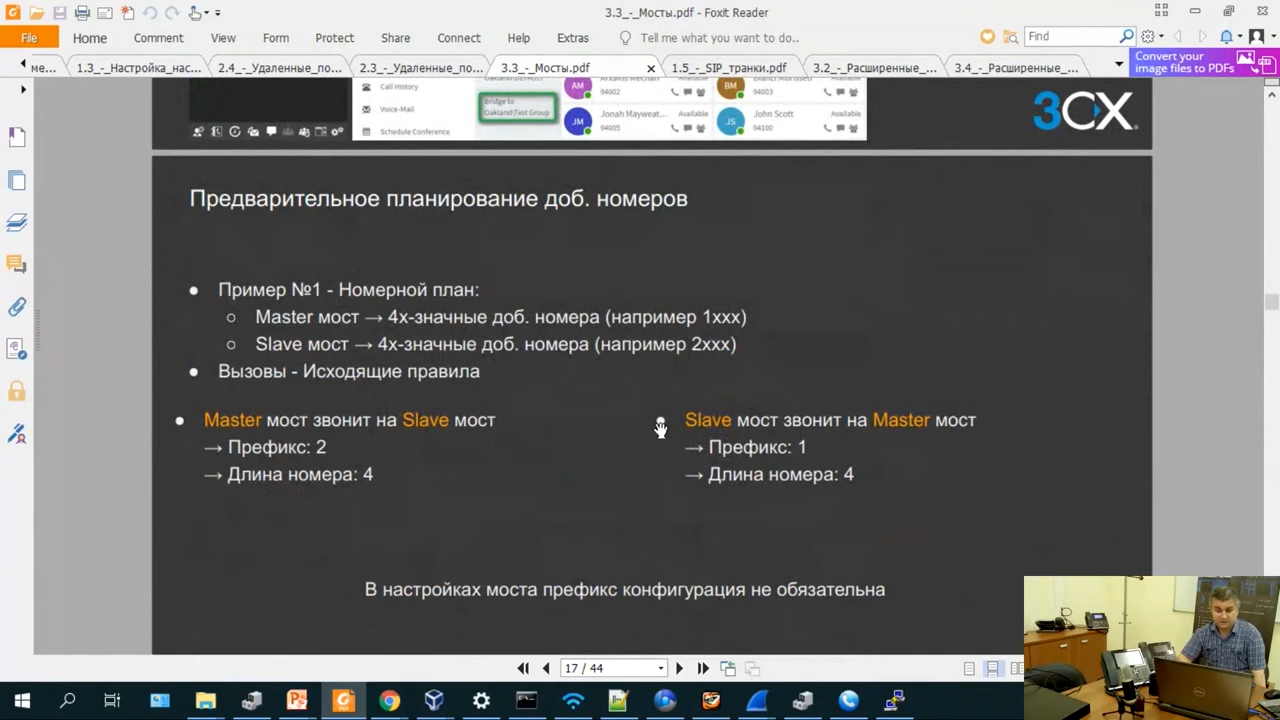 3.3_-_Мосты.pdf - Foxit Reader
File Home Comment View Form Protect Share Connect Help Extras Tell me what you want to do.. Find
ме... 1.3_-_Настройка_нас... 2.4_-_Удаленные_по... 2.3_-_Удаленные_по... 3.3_-_Мосты.pdf 1.5_-_SIP_транки.pdf 3.2_-_Расширенные_... 3.4_-_Расширенные_...
Convert your
image files to PDFs
Call History
Voice-Mail
Schedule Conference
Bridge to
Oakland\Test Group
AM
94002
Available
BM
94003
Available
JM
Jonah Mayweat...
Available
94005
JS
John Scott
Available
94100
3CX
Предварительное планирование доб. номеров
Пример №1 - Номерной план:
Master мост → 4х-значные доб. номера (например 1xxx)
Slave мост → 4х-значные доб. номера (например 2xxx)
Вызовы - Исходящие правила
Master мост звонит на Slave мост
→ Префикс: 2
→ Длина номера: 4
Slave мост звонит на Master мост
→ Префикс: 1
→ Длина номера: 4
В настройках моста префикс конфигурация не обязательна
17 / 44